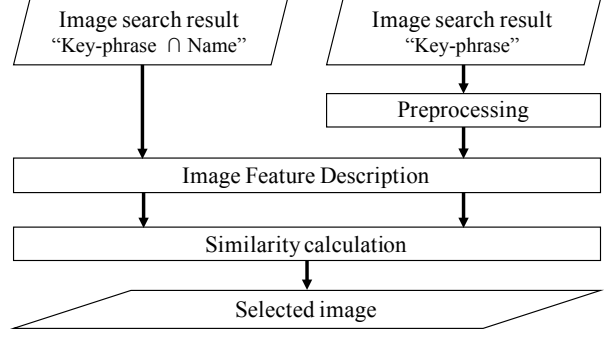 Image search result
“Key-phrase ∩ Name”
Image search result
“Key-phrase”
Preprocessing
Image Feature Description
Similarity calculation
Selected image